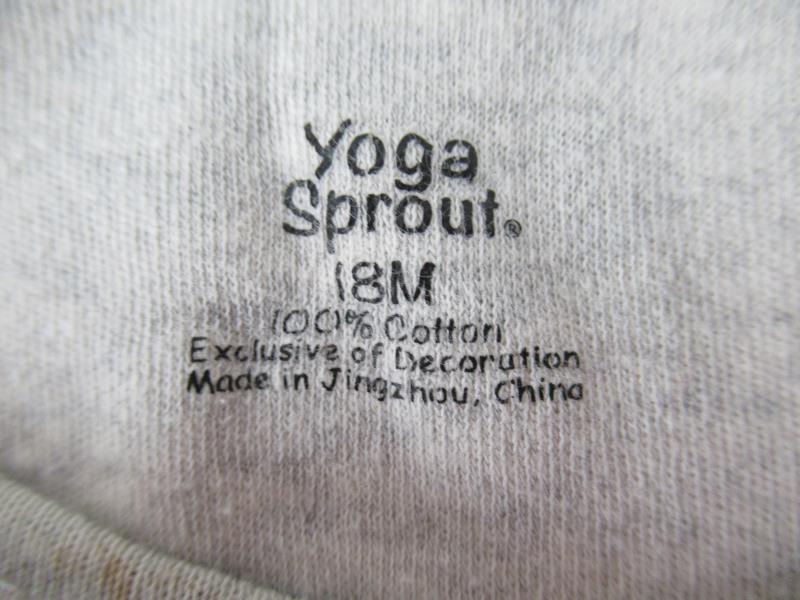 Yoga
Sprout®
18M
100% Cotton
Exclusive of Decoration
Made in Jingzhou, China